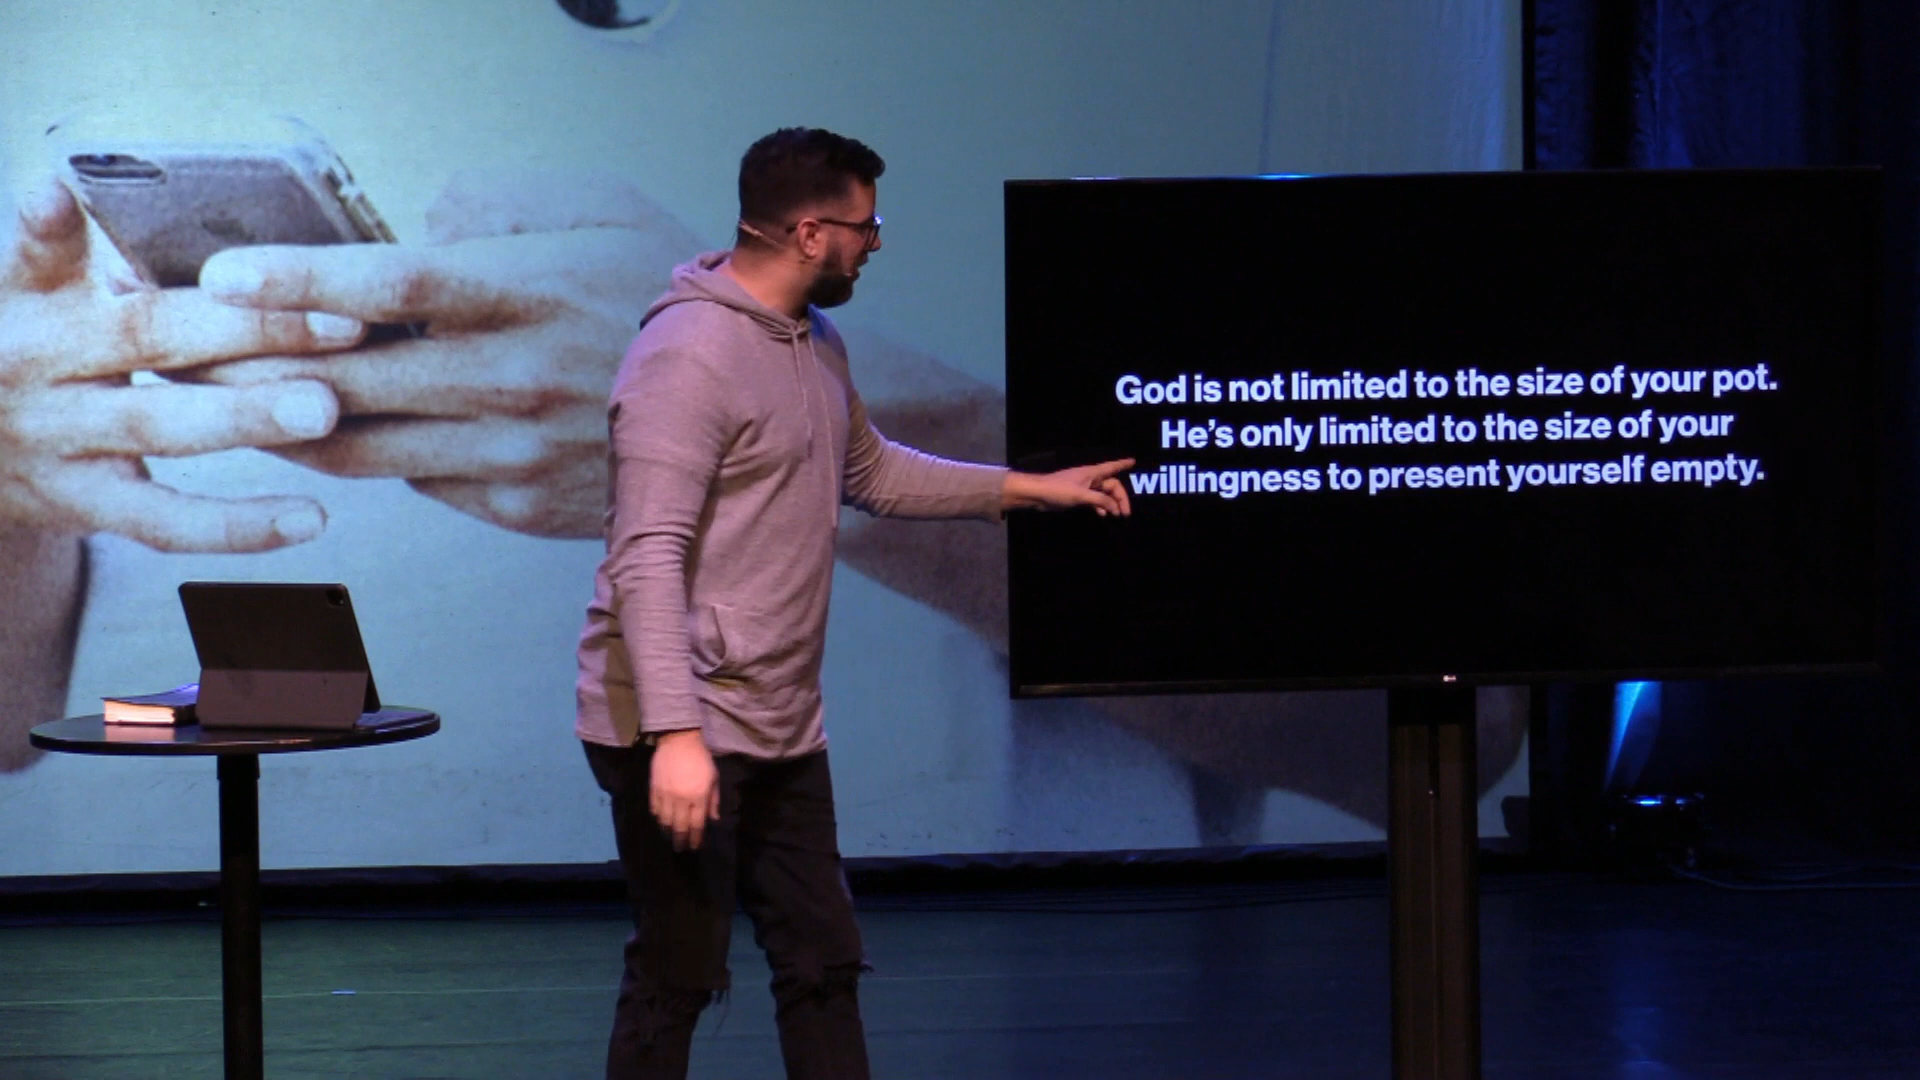 God is not limited to the size of your pot.
He's only limited to the size of your
willingness to present yourself empty.